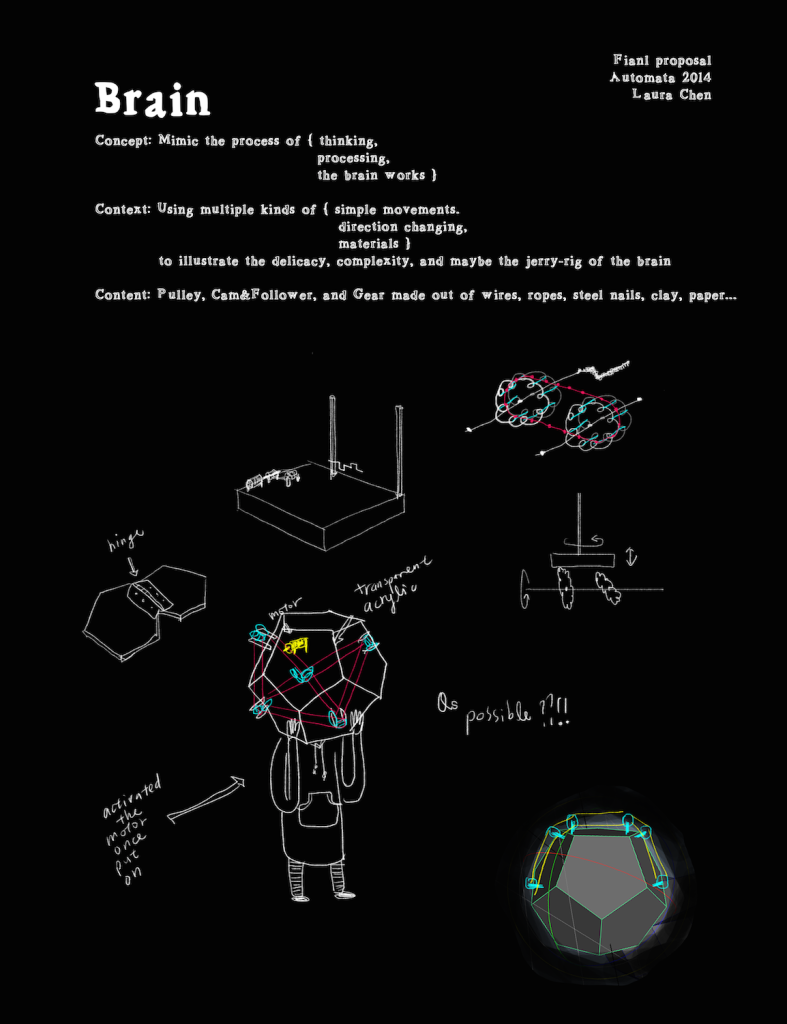 Fianl proposal
Automata 2014
Laura Chen
Brain
Concept: Mimic the process of { thinking,
processing,
the brain works }
Context: Using multiple kinds of { simple movements.
direction changing,
materials }
to illustrate the delicacy, complexity, and maybe the jerry-rig of the brain
Content: Pulley, Cam&Follower, and Gear made out of wires, ropes, steel nails, clay, paper...
hinge
transparent
acrylic
motor
as
possible ??!!
activated
the
motor
once
put
on